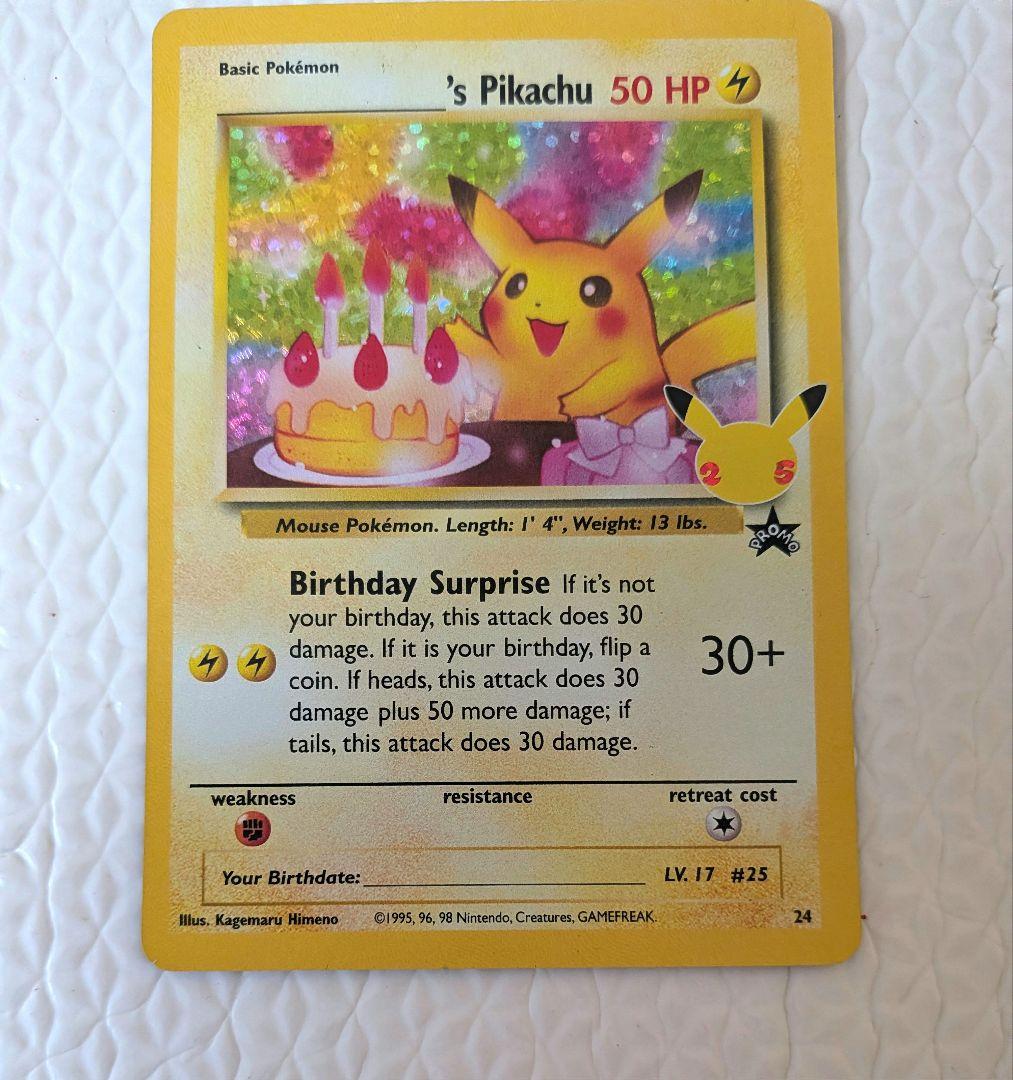 Basic Pokémon
________'s Pikachu 50 HP
25
Mouse Pokémon. Length: 1' 4", Weight: 13 lbs.
PROMO
Birthday Surprise If it's not
your birthday, this attack does 30
damage. If it is your birthday, flip a
coin. If heads, this attack does 30
damage plus 50 more damage; if
tails, this attack does 30 damage.
30+
weakness resistance retreat cost
Your Birthdate:________ LV. 17 #25
Illus. Kagemaru Himeno ©1995, 96, 98 Nintendo, Creatures, GAMEFREAK. 24